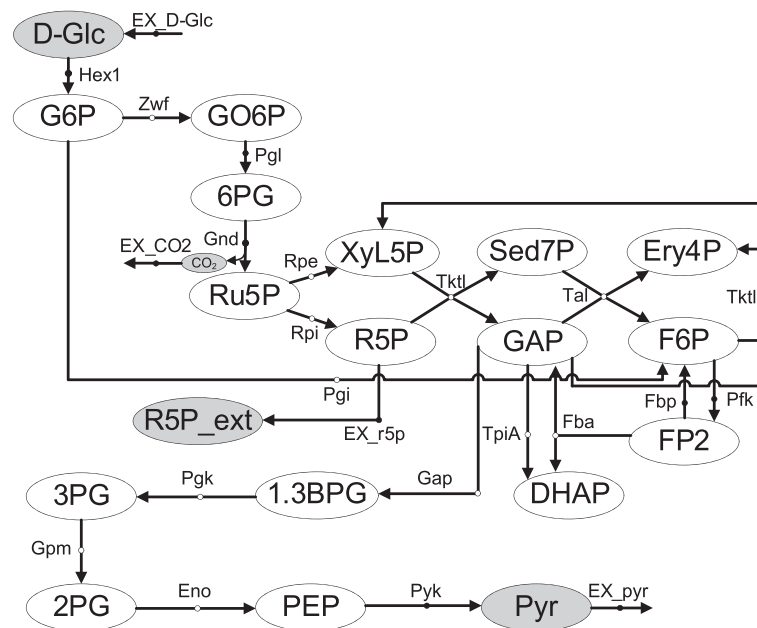 EX_D-Glc
D-Glc
Hex1
G6P
Zwf
GO6P
Pgl
6PG
Gnd
EX_CO2
CO₂
Ru5P
Rpe
Rpi
XyL5P
Sed7P
Ery4P
Tktl
Tal
Tktl
R5P
GAP
F6P
Pgi
Fbp
Pfk
R5P_ext
EX_r5p
TpiA
Fba
FP2
Pgk
Gap
3PG
1.3BPG
DHAP
Gpm
Eno
Pyk
EX_pyr
2PG
PEP
Pyr